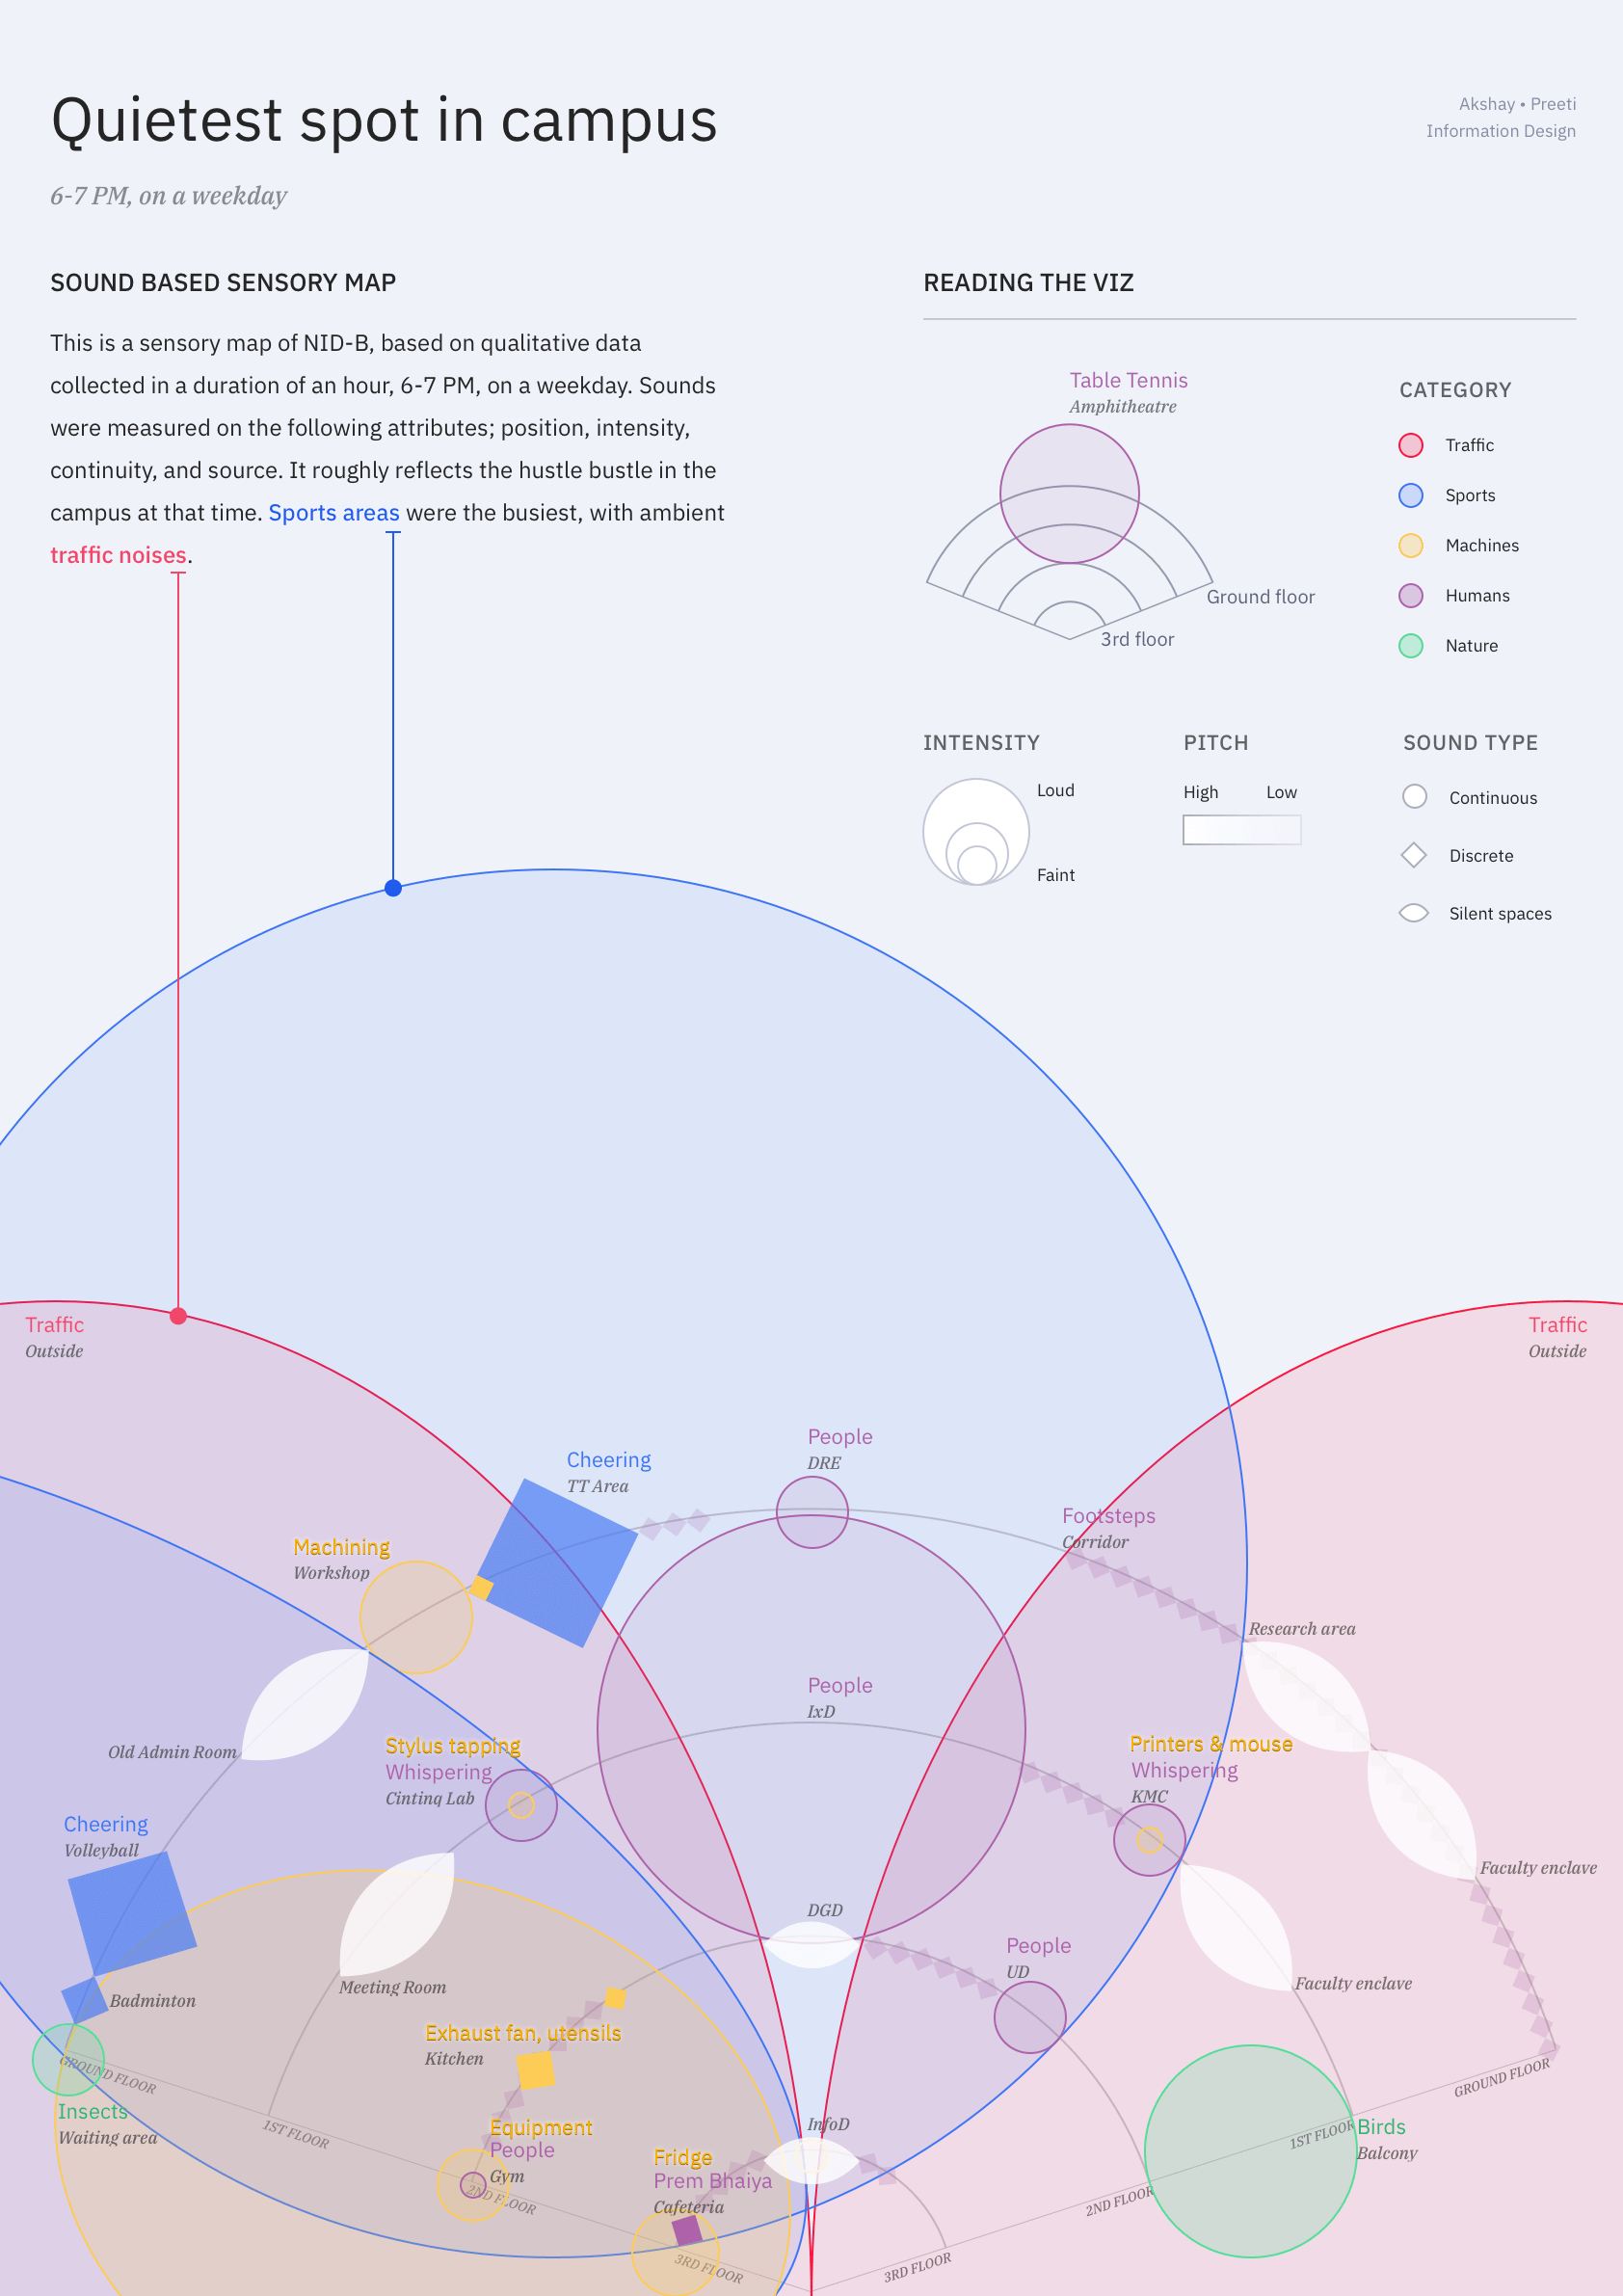 Quietest spot in campus
6-7 PM, on a weekday
Akshay • Preeti
Information Design
SOUND BASED SENSORY MAP
This is a sensory map of NID-B, based on qualitative data
collected in a duration of an hour, 6-7 PM, on a weekday. Sounds
were measured on the following attributes; position, intensity,
continuity, and source. It roughly reflects the hustle bustle in the
campus at that time. Sports areas were the busiest, with ambient
traffic noises.
READING THE VIZ
Table Tennis
Amphitheatre
Ground floor
3rd floor
CATEGORY
Traffic
Sports
Machines
Humans
Nature
INTENSITY
Loud
Faint
PITCH
High Low
SOUND TYPE
Continuous
Discrete
Silent spaces
Traffic
Outside
Traffic
Outside
People
DRE
Cheering
TT Area
Footsteps
Corridor
Machining
Workshop
Research area
People
IxD
Old Admin Room
Stylus tapping
Whispering
Cinting Lab
Printers & mouse
Whispering
KMC
Cheering
Volleyball
Faculty enclave
DGD
People
UD
Meeting Room
Badminton
Faculty enclave
Exhaust fan, utensils
Kitchen
GROUND FLOOR
GROUND FLOOR
Insects
Waiting area
1ST FLOOR
Equipment
People
Gym
2ND FLOOR
InfoD
Fridge
Prem Bhaiya
Cafeteria
3RD FLOOR
3RD FLOOR
2ND FLOOR
1ST FLOOR
Birds
Balcony